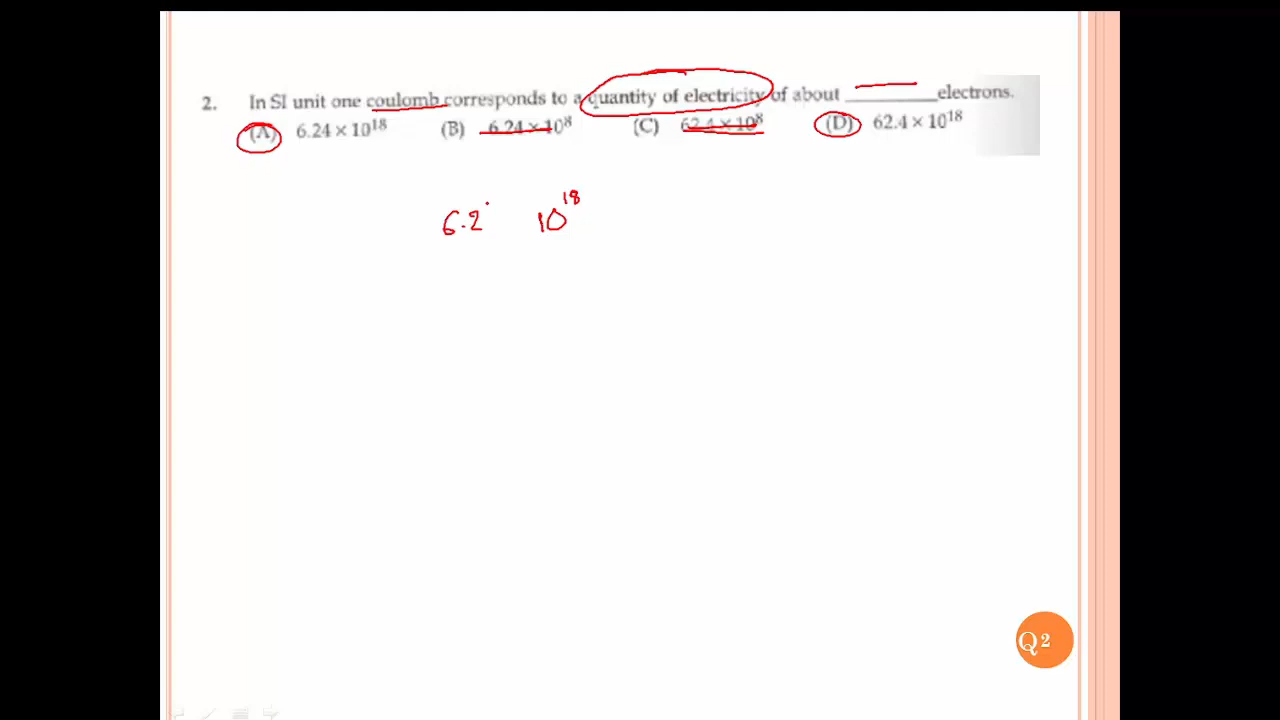 2. In SI unit one coulomb corresponds to a quantity of electricity of about ________ electrons.
(A) 6.24 × 10¹⁸ (B) 6.24 × 10⁸ (C) 62.4 × 10⁸ (D) 62.4 × 10¹⁸
6.2 10¹⁸
Q2